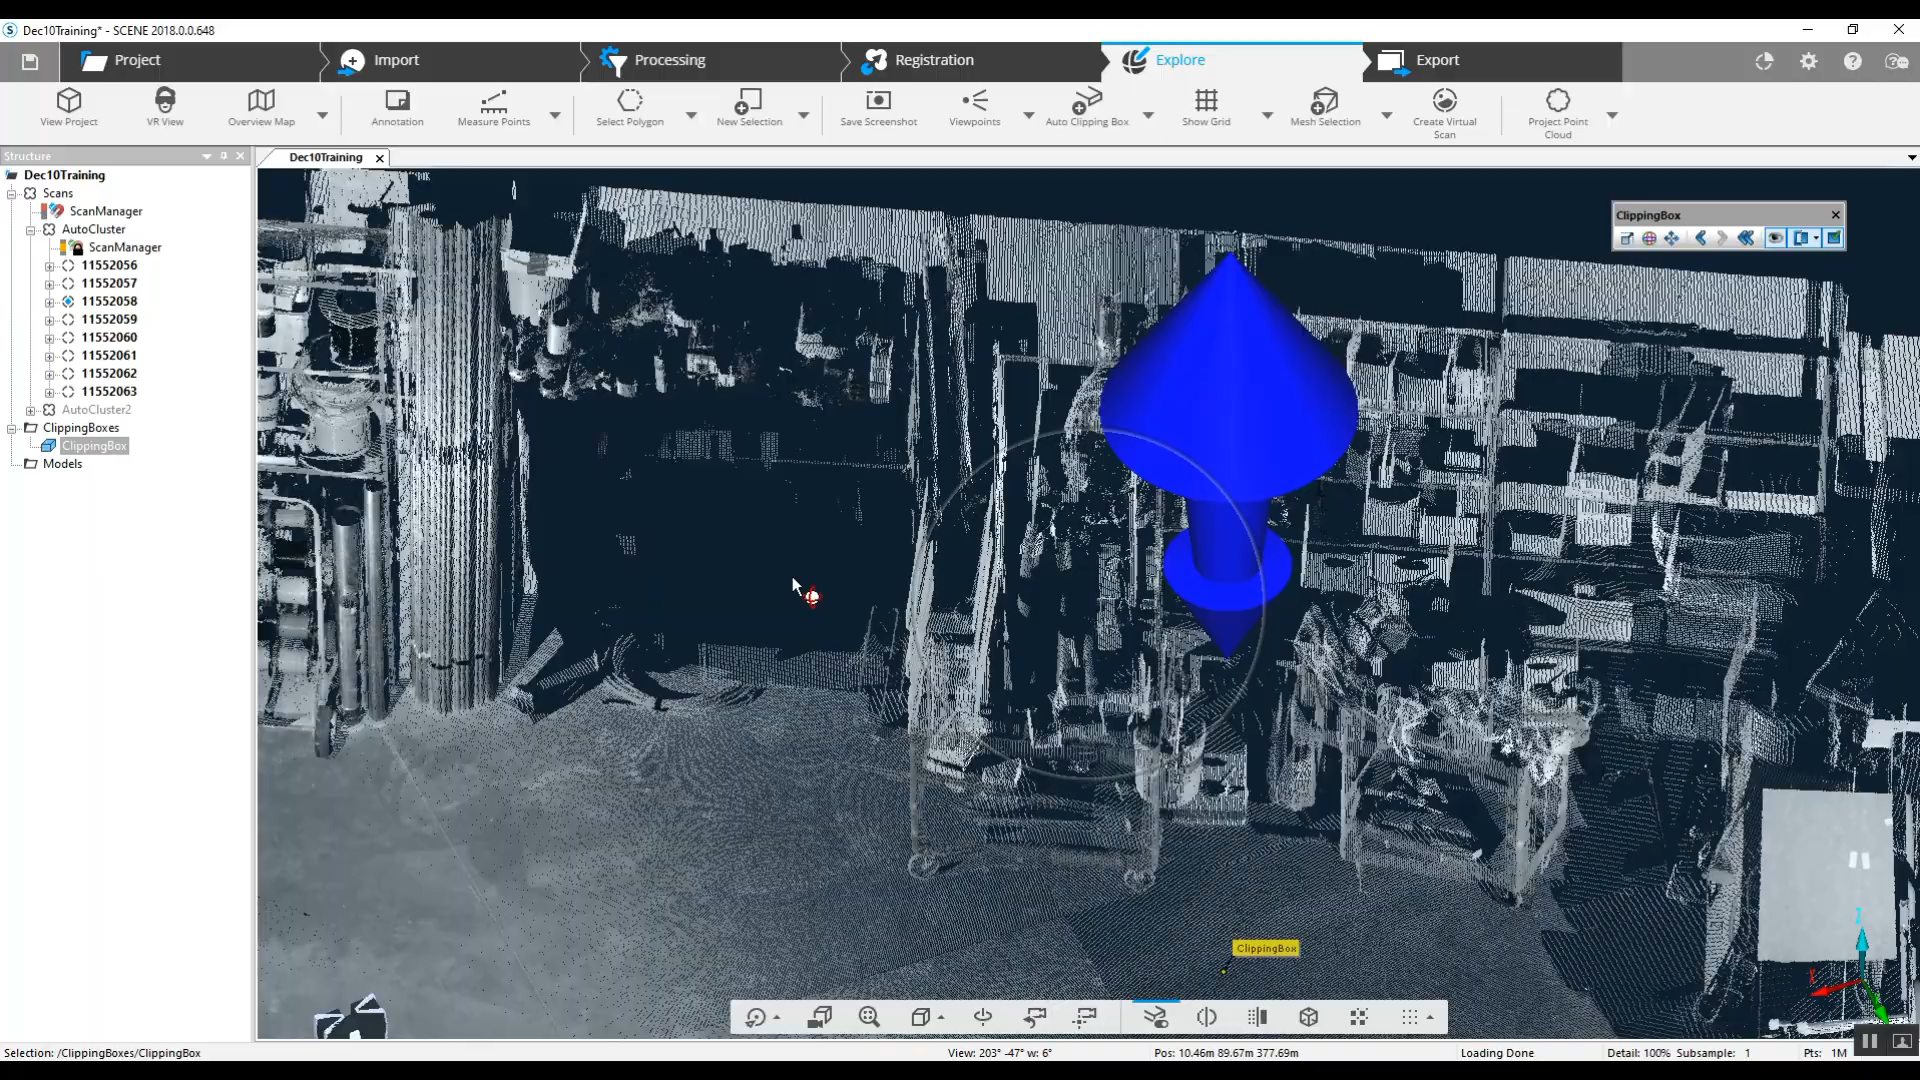 Dec10Training* - SCENE 2018.0.0.648
Project
Import
Processing
Registration
Explore
Export
View Project
VR View
Overview Map
Annotation
Measure Points
Select Polygon
New Selection
Save Screenshot
Viewpoints
Auto Clipping Box
Show Grid
Mesh Selection
Create Virtual
Scan
Project Point
Cloud
Structure
Dec10Training
Dec10Training
Scans
ScanManager
AutoCluster
ScanManager
11552056
11552057
11552058
11552059
11552060
11552061
11552062
11552063
AutoCluster2
ClippingBoxes
ClippingBox
Models
ClippingBox
ClippingBox
Selection: /ClippingBoxes/ClippingBox
View: 203° -47° w: 6°
Pos: 10.46m 89.67m 377.69m
Loading Done
Detail: 100% Subsample: 1
Pts: 1M